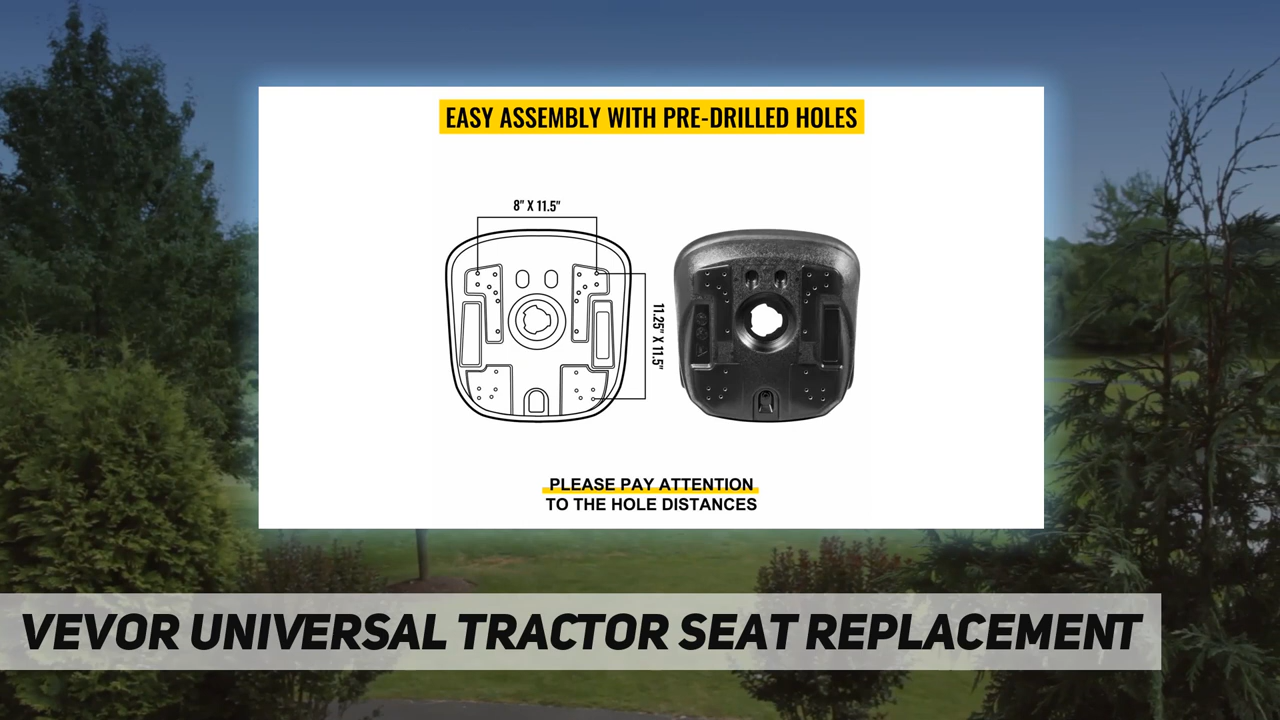 EASY ASSEMBLY WITH PRE-DRILLED HOLES
8" X 11.5"
11.25" X 11.5"
PLEASE PAY ATTENTION
TO THE HOLE DISTANCES
VEVOR UNIVERSAL TRACTOR SEAT REPLACEMENT